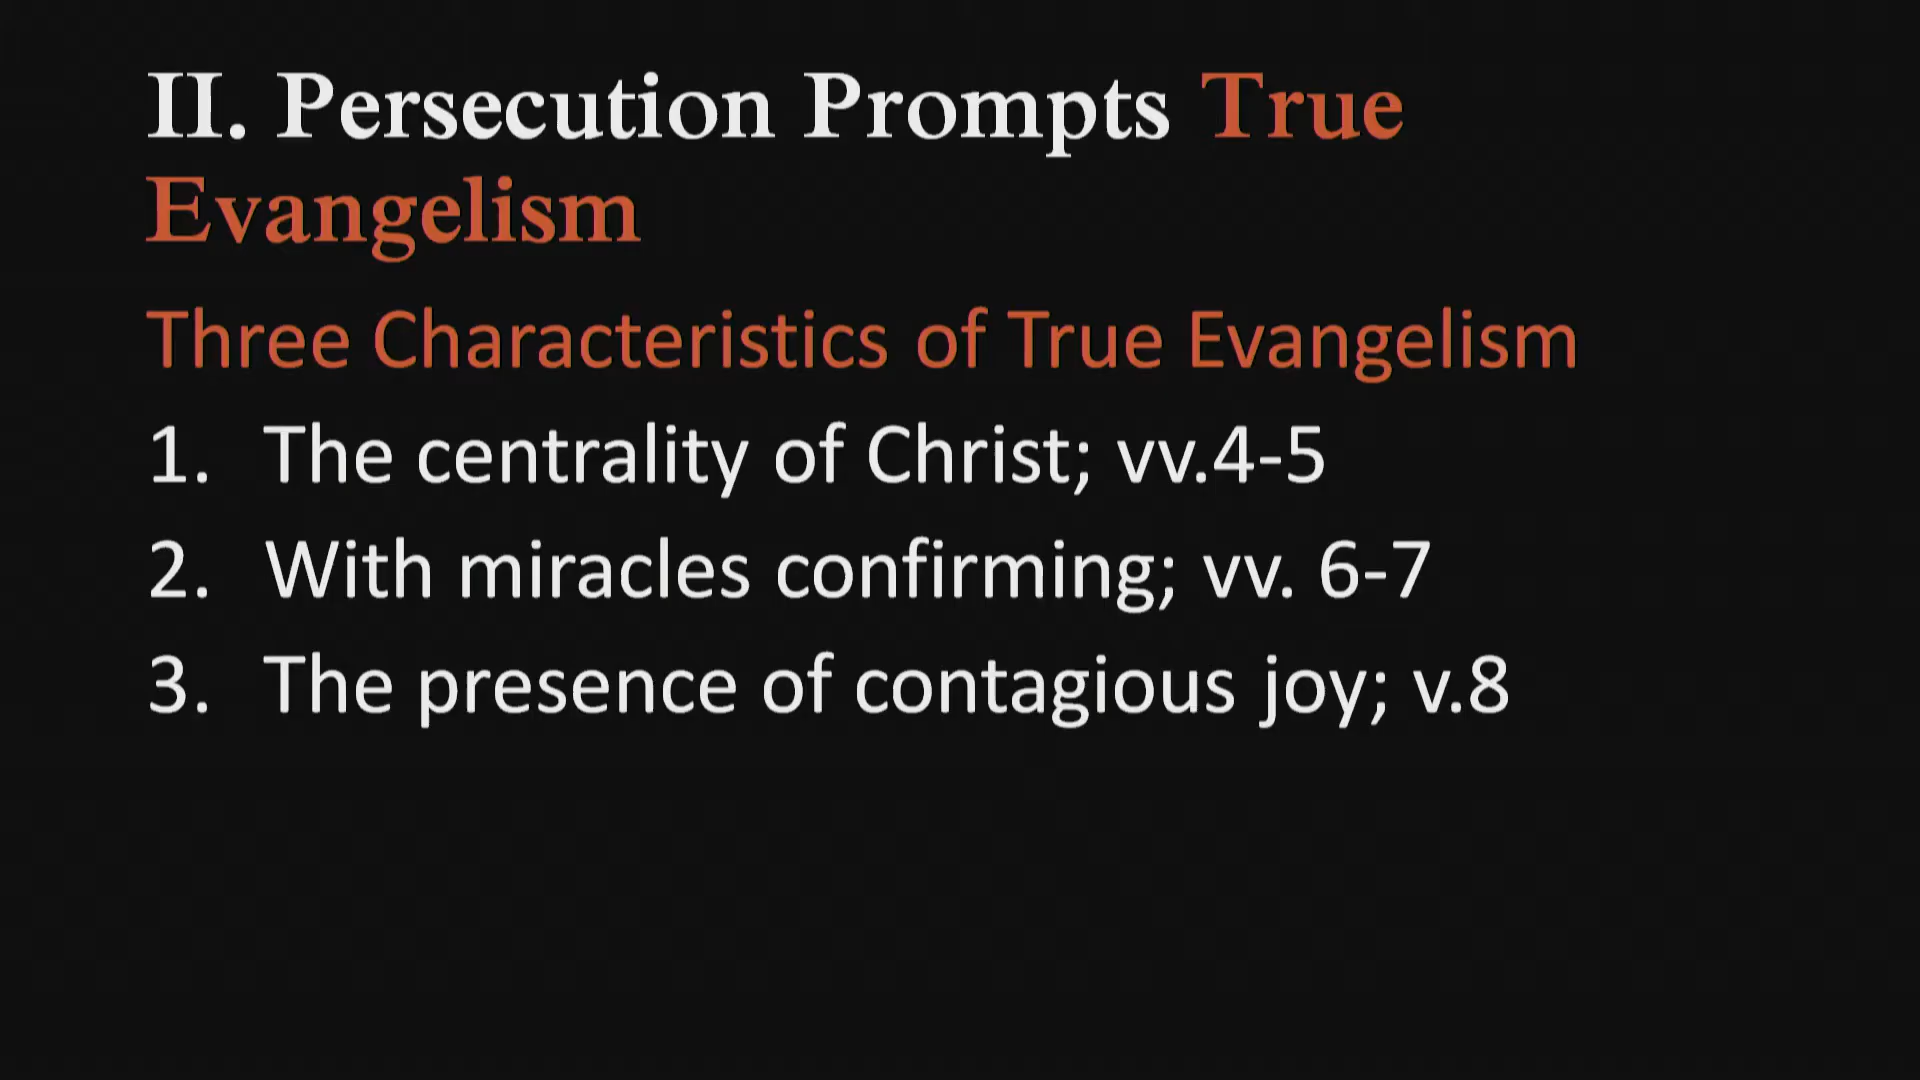 II. Persecution Prompts True
Evangelism
Three Characteristics of True Evangelism
1. The centrality of Christ; vv.4-5
2. With miracles confirming; vv. 6-7
3. The presence of contagious joy; v.8